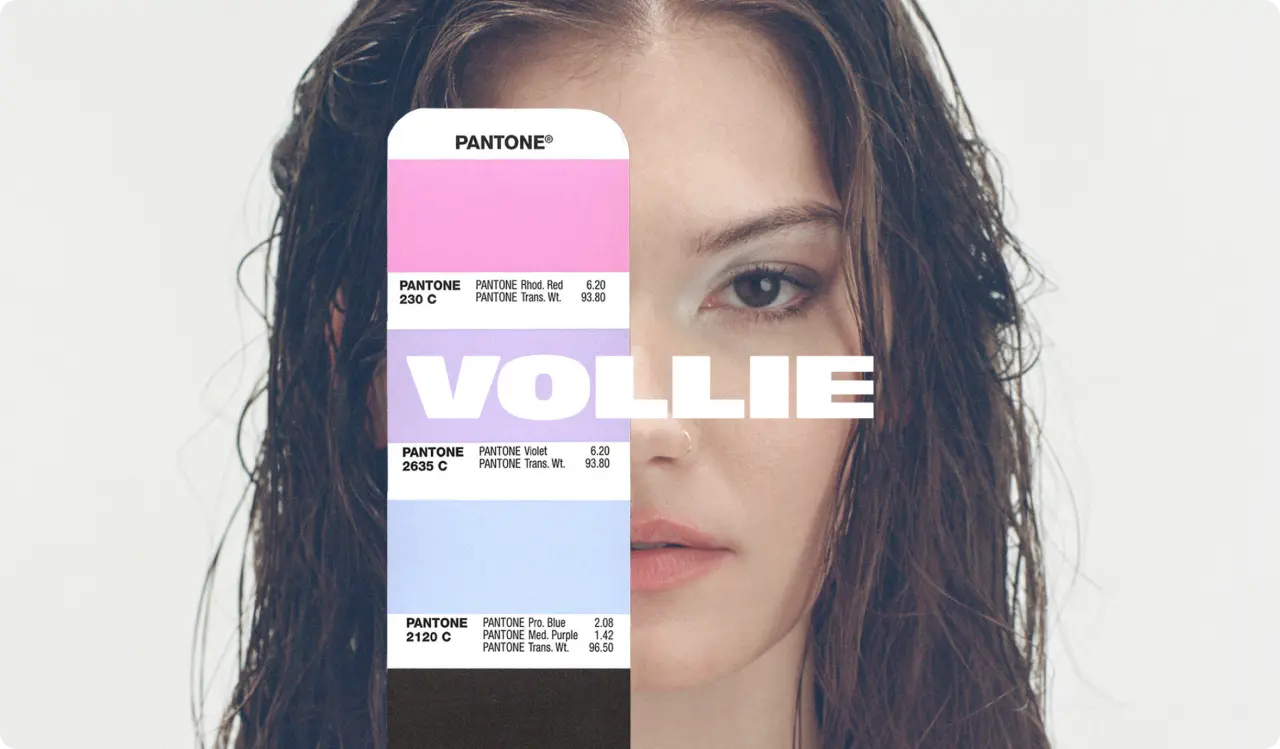 PANTONE®
PANTONE 230 C
PANTONE Rhod. Red 6.20
PANTONE Trans. Wt. 93.80
VOLLIE
PANTONE 2635 C
PANTONE Violet 6.20
PANTONE Trans. Wt. 93.80
PANTONE 2120 C
PANTONE Pro. Blue 2.08
PANTONE Med. Purple 1.42
PANTONE Trans. Wt. 96.50